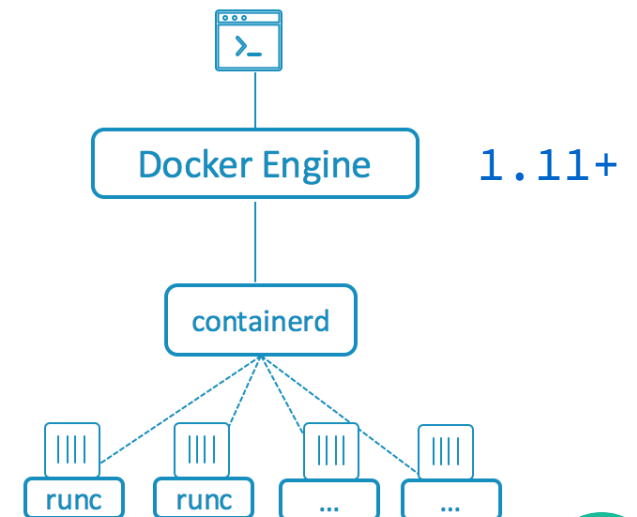 >_
Docker Engine
1.11+
containerd
runc
runc
...
...